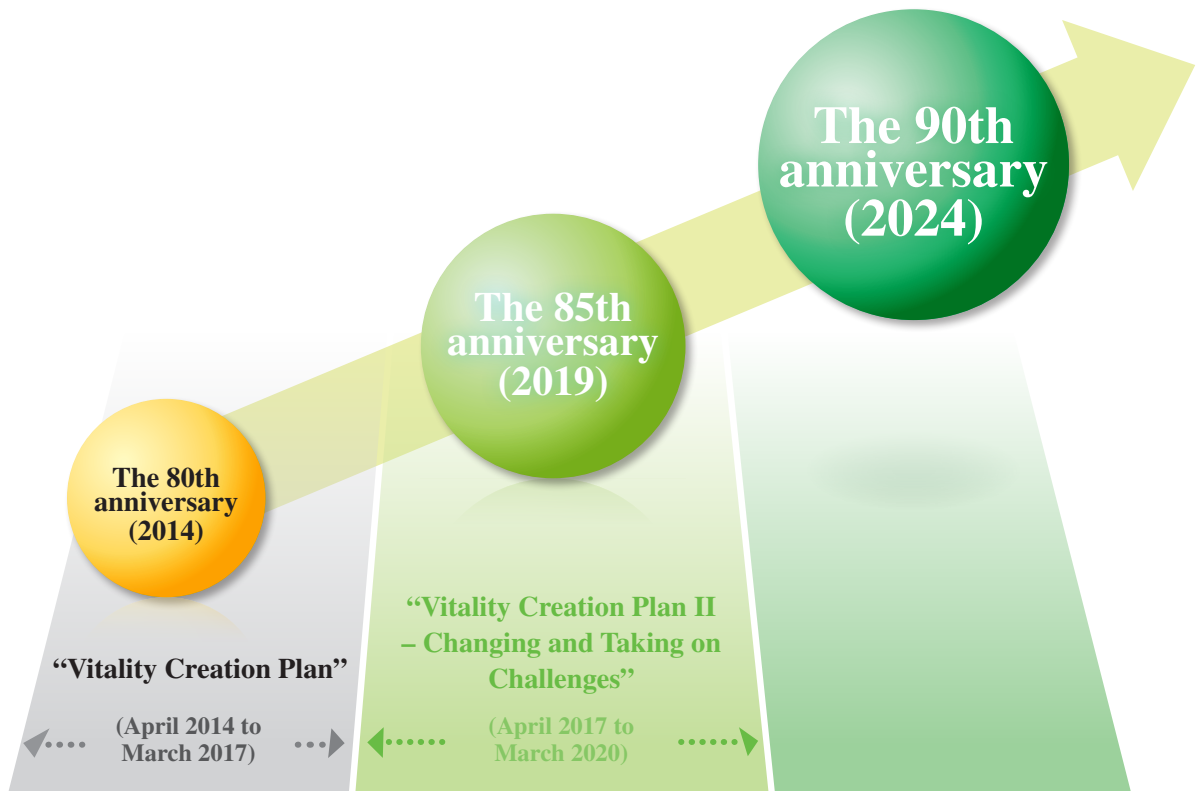 The 90th
anniversary
(2024)
The 85th
anniversary
(2019)
The 80th
anniversary
(2014)
“Vitality Creation Plan”
(April 2014 to
March 2017)
“Vitality Creation Plan II
– Changing and Taking on
Challenges”
(April 2017 to
March 2020)